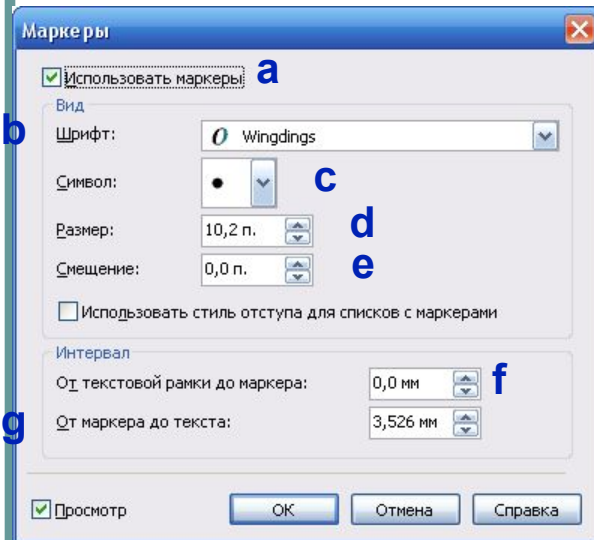 Маркеры
Использовать маркеры a
Вид
b Шрифт: O Wingdings
Символ: c
Размер: 10,2 п. d
Смещение: 0,0 п. e
Использовать стиль отступа для списков с маркерами
Интервал
От текстовой рамки до маркера: 0,0 мм f
g От маркера до текста: 3,526 мм
Просмотр OK Отмена Справка